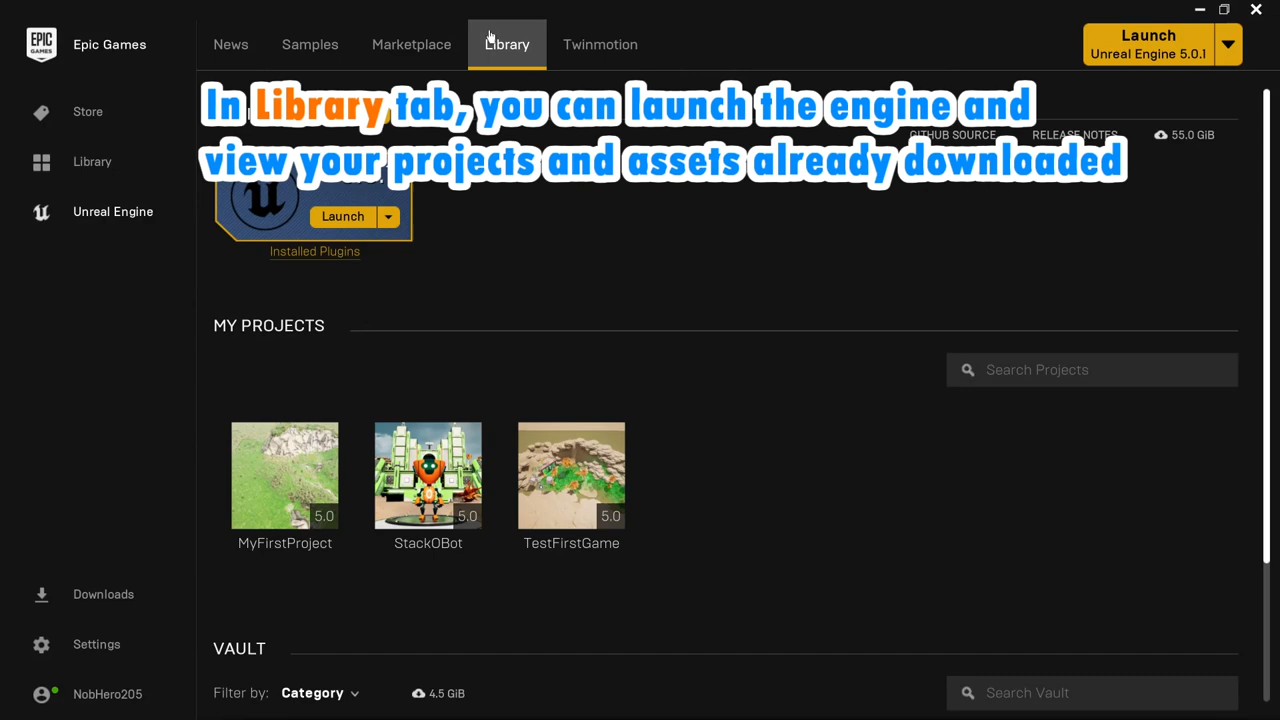 EPIC GAMES
Epic Games
News
Samples
Marketplace
Library
Twinmotion
Launch
Unreal Engine 5.0.1
Store
Library
Unreal Engine
In Library tab, you can launch the engine and
view your projects and assets already downloaded
GITHUB SOURCE
RELEASE NOTES
55.0 GiB
Launch
Installed Plugins
MY PROJECTS
Search Projects
5.0
5.0
5.0
MyFirstProject
StackOBot
TestFirstGame
Downloads
Settings
NobHero205
VAULT
Filter by:
Category
4.5 GiB
Search Vault